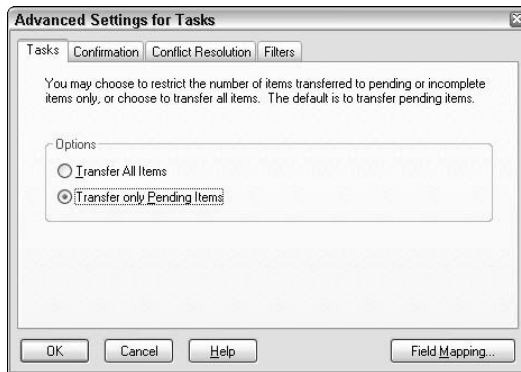 Advanced Settings for Tasks
Tasks Confirmation Conflict Resolution Filters
You may choose to restrict the number of items transferred to pending or incomplete
items only, or choose to transfer all items. The default is to transfer pending items.
Options
Transfer All Items
Transfer only Pending Items
OK Cancel Help Field Mapping...